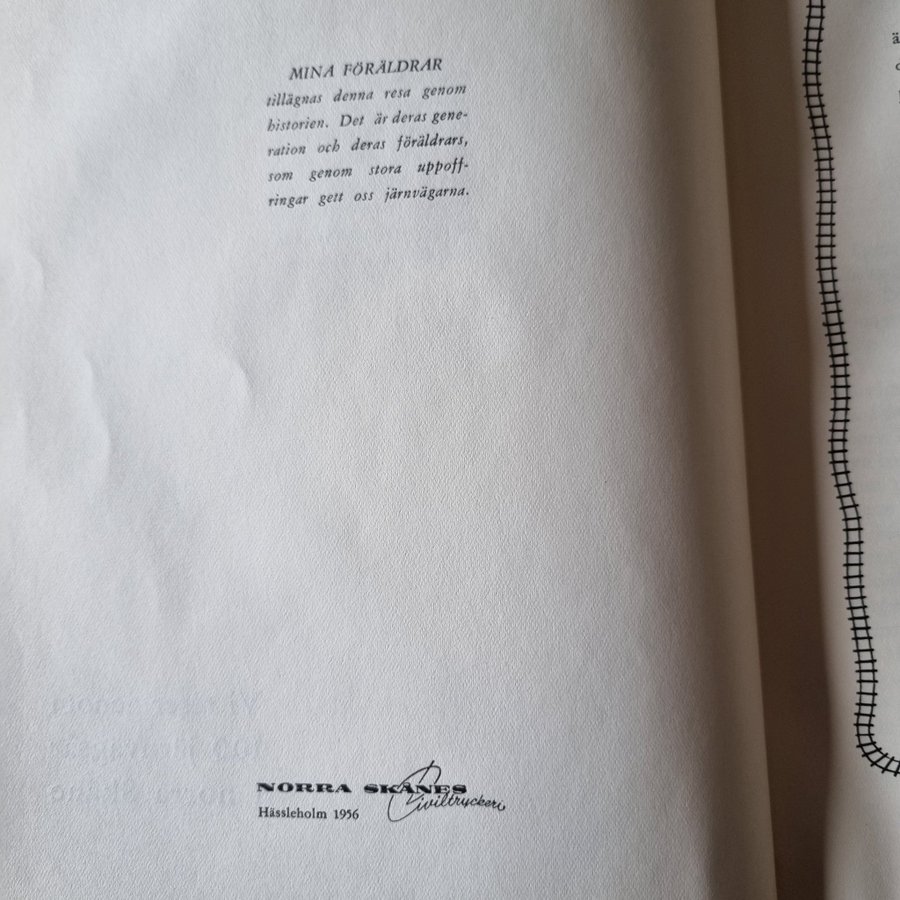 MINA FÖRÄLDRAR
tillägnas denna resa genom
historien. Det är deras gene-
ration och deras föräldrars,
som genom stora uppoff-
ringar gett oss järnvägarna.
NORRA SKÅNES
Civiltryckeri
Hässleholm 1956
ä